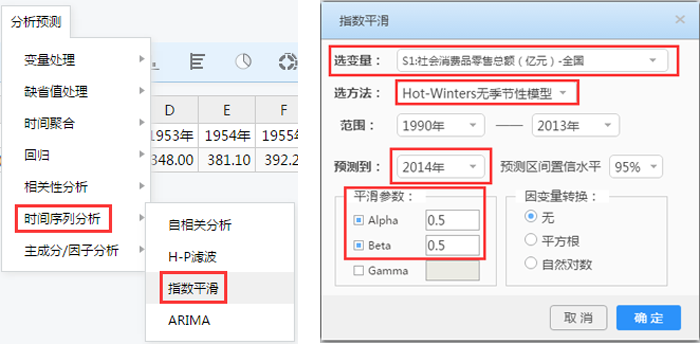 分析预测
变量处理
缺省值处理
时间聚合
回归
相关性分析
时间序列分析
主成分/因子分析
D E F
1953年 1954年 1955年
348.00 381.10 392.2
自相关分析
H-P滤波
指数平滑
ARIMA
指数平滑
选变量： S1:社会消费品零售总额（亿元）-全国
选方法： Hot-Winters无季节性模型
范围： 1990年 —— 2013年
预测到： 2014年 预测区间置信水平 95%
平滑参数：
Alpha 0.5
Beta 0.5
Gamma
因变量转换：
无
平方根
自然对数
取消 确定